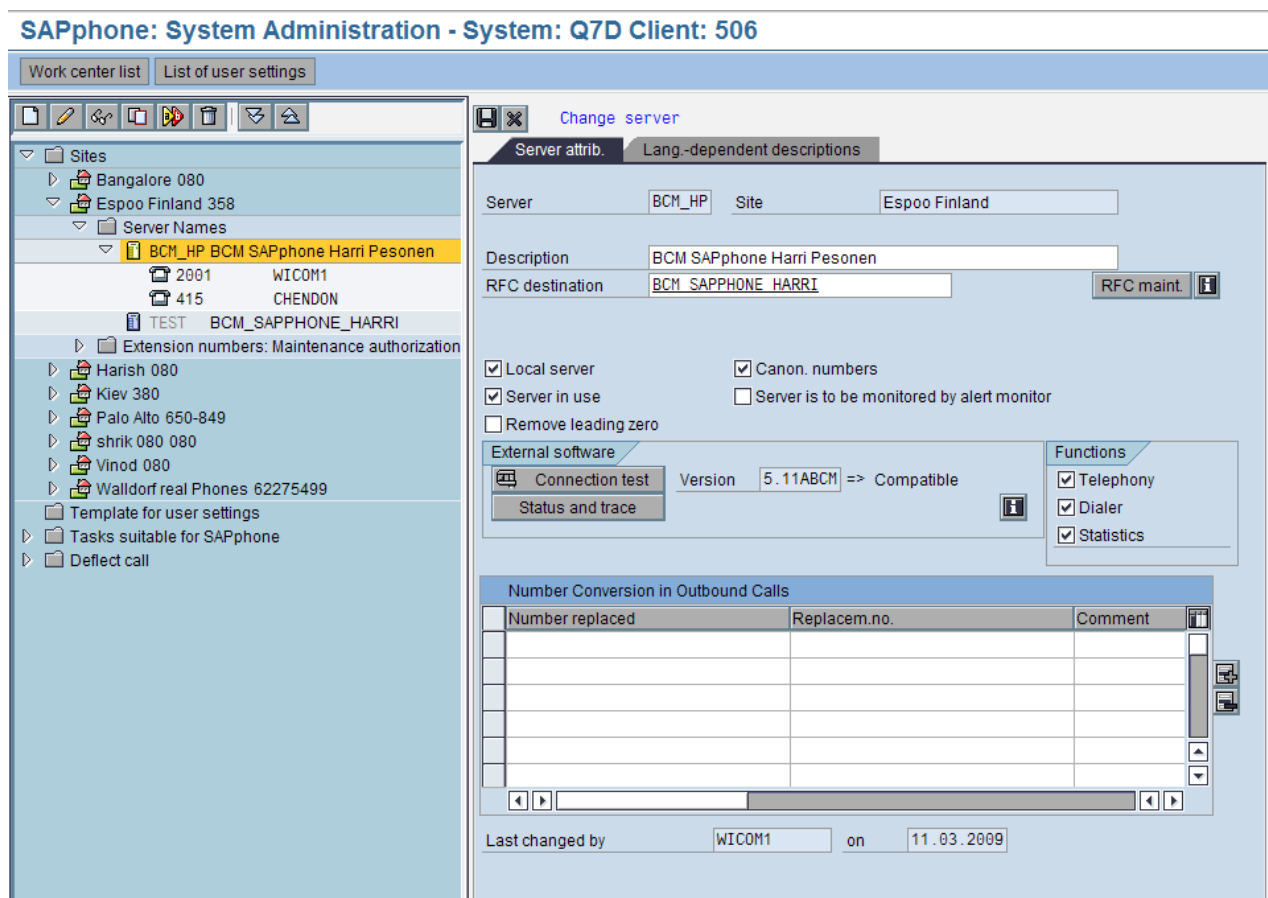 SAPphone: System Administration - System: Q7D Client: 506
Work center list List of user settings
Sites
Bangalore 080
Espoo Finland 358
Server Names
BCM_HP BCM SAPphone Harri Pesonen
2001 WICOM1
415 CHENDON
TEST BCM_SAPPHONE_HARRI
Extension numbers: Maintenance authorization
Harish 080
Kiev 380
Palo Alto 650-849
shrik 080 080
Vinod 080
Walldorf real Phones 62275499
Template for user settings
Tasks suitable for SAPphone
Deflect call
Change server
Server attrib. Lang.-dependent descriptions
Server BCM_HP Site Espoo Finland
Description BCM SAPphone Harri Pesonen
RFC destination BCM_SAPPHONE_HARRI RFC maint.
Local server Canon. numbers
Server in use Server is to be monitored by alert monitor
Remove leading zero
External software Functions
Connection test Version 5.11ABCM => Compatible Telephony
Status and trace Dialer
Statistics
Number Conversion in Outbound Calls
Number replaced Replacem.no. Comment
Last changed by WICOM1 on 11.03.2009